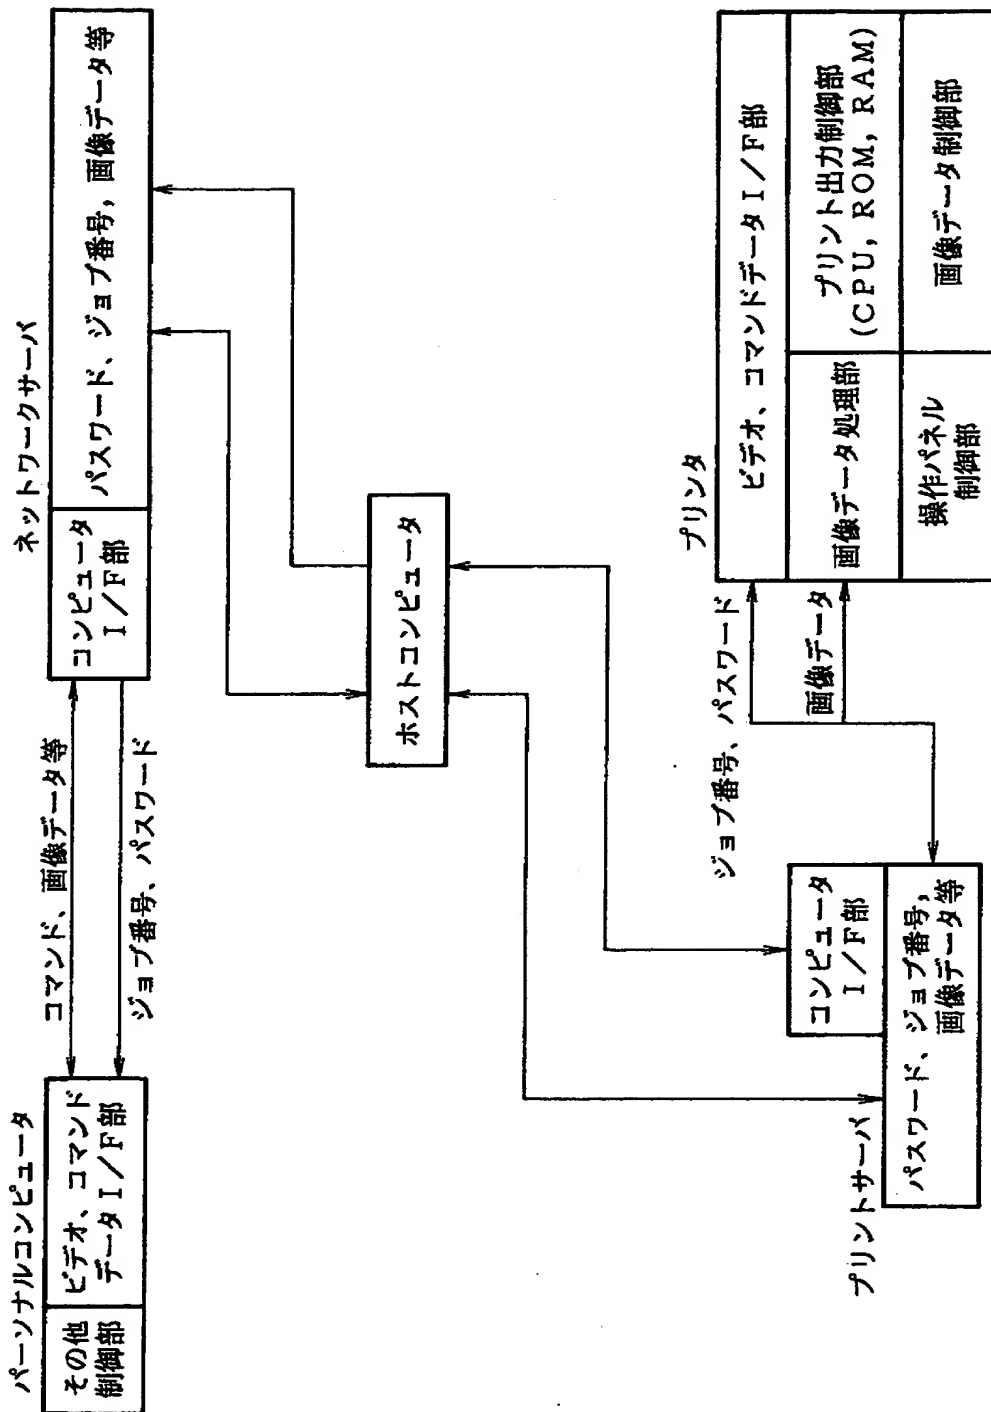 パーソナルコンピュータ
その他
制御部
ビデオ、コマンド
データI/F部
コマンド、画像データ等
ジョブ番号、パスワード
ネットワークサーバ
コンピュータ
I/F部
パスワード、ジョブ番号,画像データ等
ホストコンピュータ
プリントサーバ
コンピュータ
I/F部
パスワード、ジョブ番号,
画像データ等
ジョブ番号、パスワード
画像データ
プリンタ
ビデオ、コマンドデータI/F部
画像データ処理部
プリント出力制御部
(CPU, ROM, RAM)
操作パネル
制御部
画像データ制御部